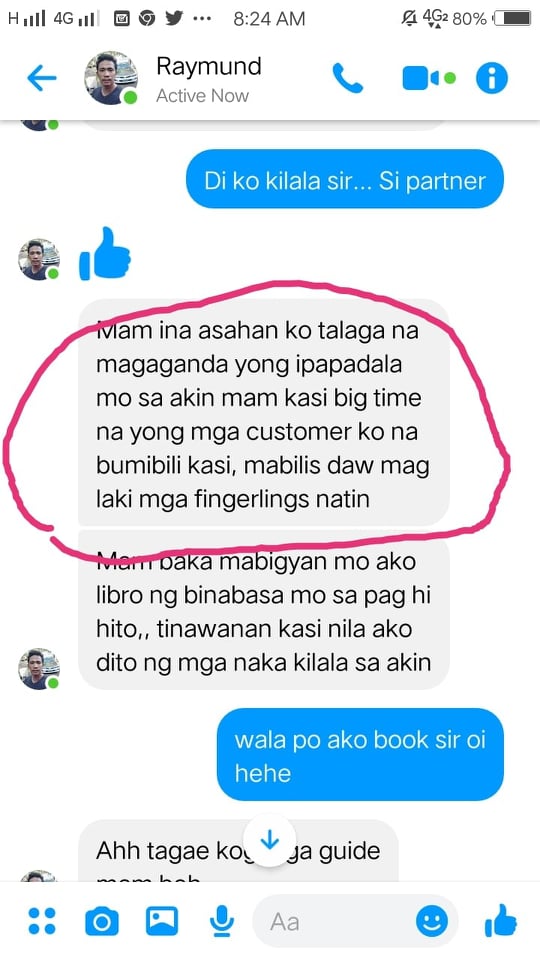 H 4G 8:24 AM 4G2 80%
Raymund
Active Now
Di ko kilala sir... Si partner
Mam ina asahan ko talaga na
magaganda yong ipapadala
mo sa akin mam kasi big time
na yong mga customer ko na
bumibili kasi, mabilis daw mag
laki mga fingerlings natin
Mam baka mabigyan mo ako
libro ng binabasa mo sa pag hi
hito,, tinawanan kasi nila ako
dito ng mga naka kilala sa akin
wala po ako book sir oi
hehe
Ahh tagae guide
Aa